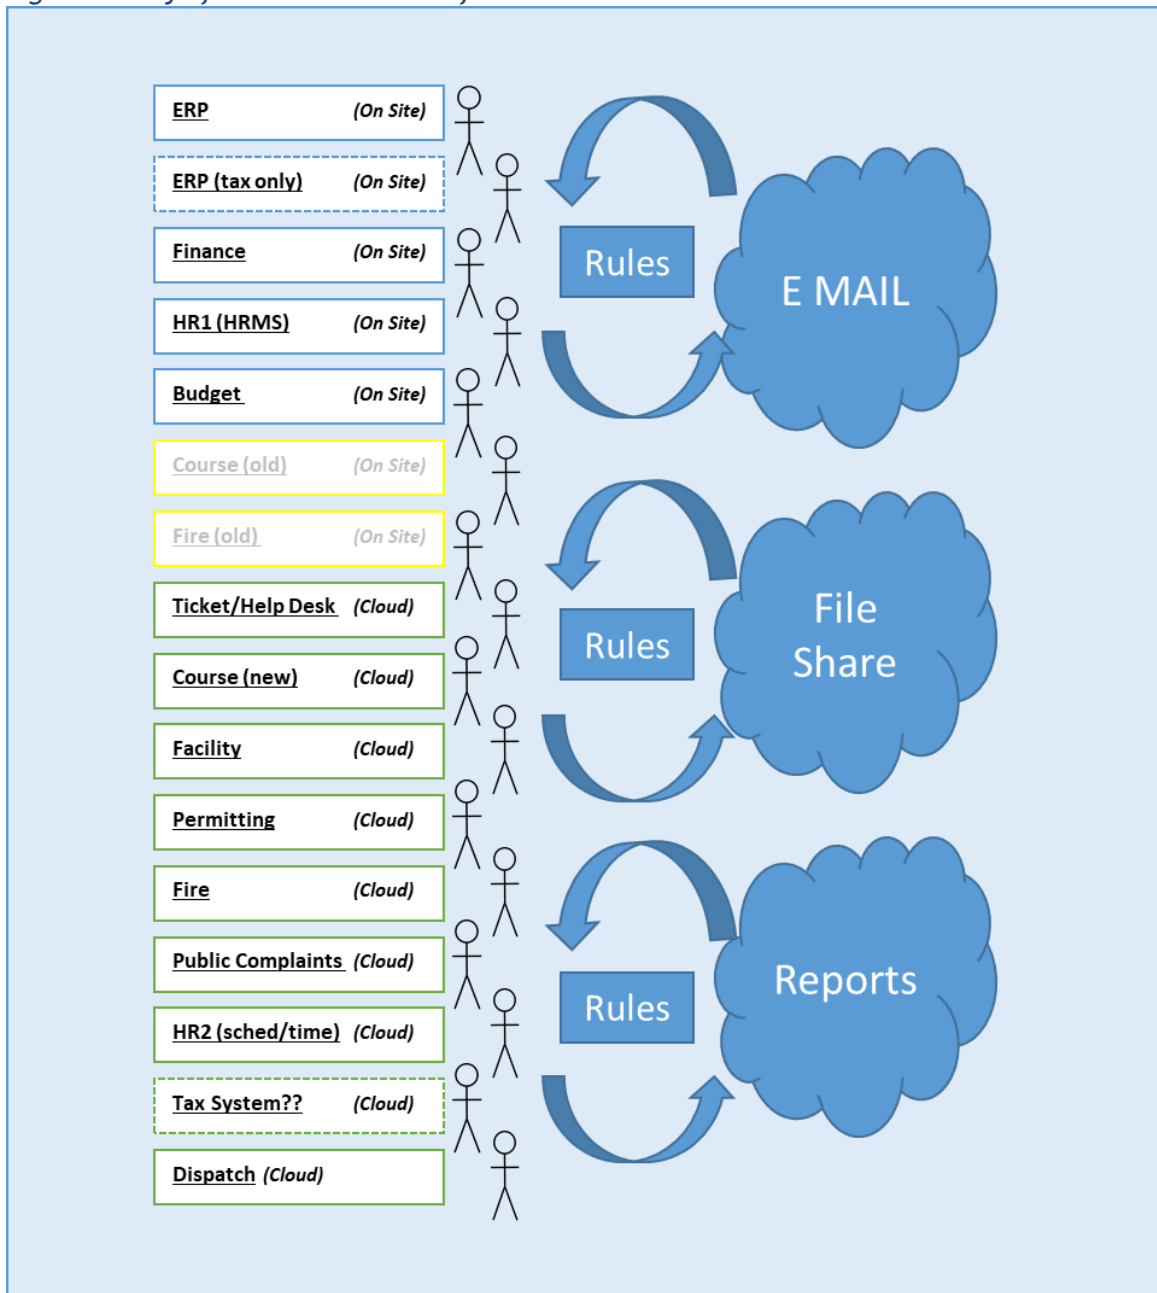 ERP (On Site)
ERP (tax only) (On Site)
Finance (On Site)
HR1 (HRMS) (On Site)
Budget (On Site)
Course (old) (On Site)
Fire (old) (On Site)
Ticket/Help Desk (Cloud)
Course (new) (Cloud)
Facility (Cloud)
Permitting (Cloud)
Fire (Cloud)
Public Complaints (Cloud)
HR2 (sched/time) (Cloud)
Tax System?? (Cloud)
Dispatch (Cloud)
Rules
E MAIL
Rules
File
Share
Rules
Reports